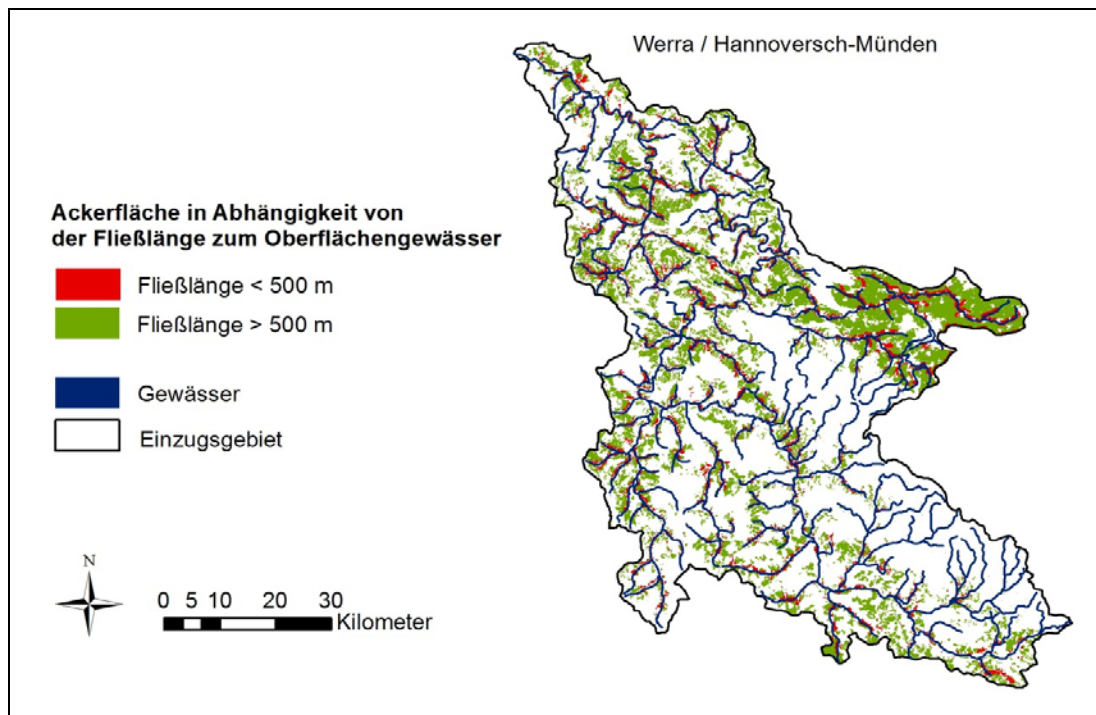 Werra / Hannoversch-Münden
Ackerfläche in Abhängigkeit von
der Fließlänge zum Oberflächengewässer
Fließlänge < 500 m
Fließlänge > 500 m
Gewässer
Einzugsgebiet
N
0 5 10 20 30
Kilometer